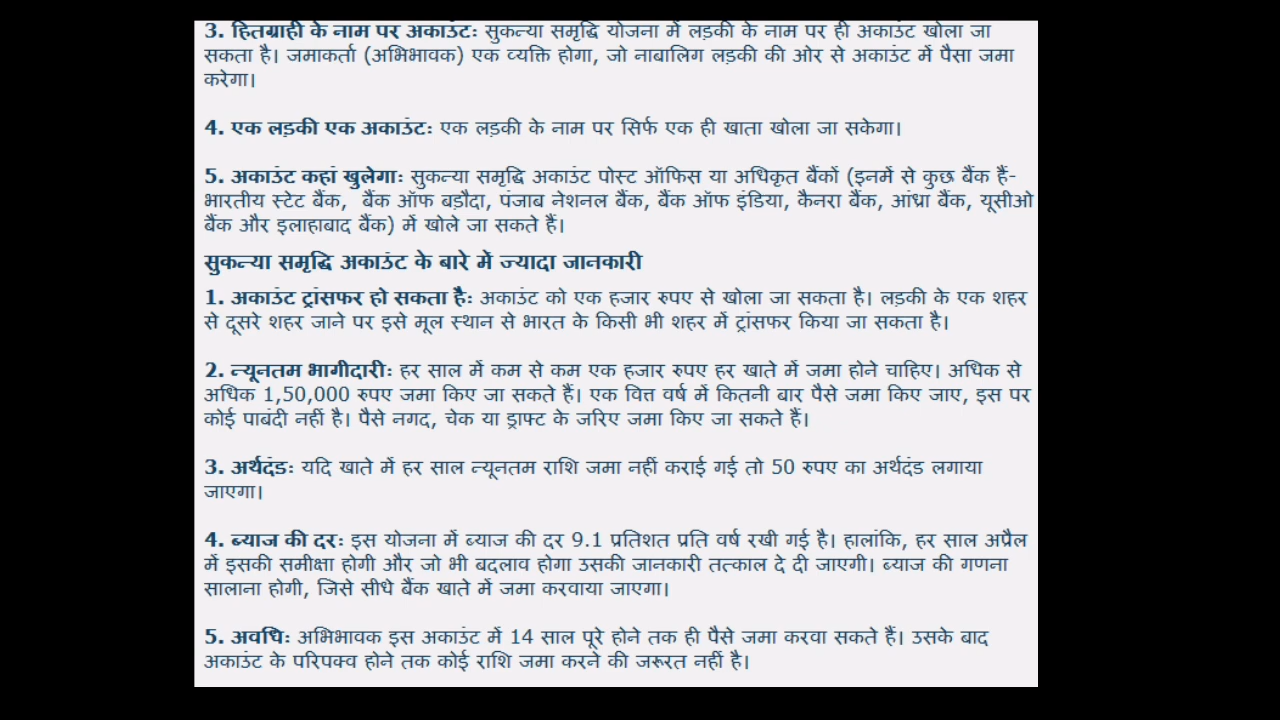 3. हितग्राही के नाम पर अकाउंटः सुकन्या समृद्धि योजना में लड़की के नाम पर ही अकाउंट खोला जा
सकता है। जमाकर्ता (अभिभावक) एक व्यक्ति होगा, जो नाबालिग लड़की की ओर से अकाउंट में पैसा जमा
करेगा।
4. एक लड़की एक अकाउंटः एक लड़की के नाम पर सिर्फ एक ही खाता खोला जा सकेगा।
5. अकाउंट कहां खुलेगाः सुकन्या समृद्धि अकाउंट पोस्ट ऑफिस या अधिकृत बैंकों (इनमें से कुछ बैंक हैं-
भारतीय स्टेट बैंक, बैंक ऑफ बड़ौदा, पंजाब नेशनल बैंक, बैंक ऑफ इंडिया, कैनरा बैंक, आंध्रा बैंक, यूसीओ
बैंक और इलाहाबाद बैंक) में खोले जा सकते हैं।
सुकन्या समृद्धि अकाउंट के बारे में ज्यादा जानकारी
1. अकाउंट ट्रांसफर हो सकता हैः अकाउंट को एक हजार रुपए से खोला जा सकता है। लड़की के एक शहर
से दूसरे शहर जाने पर इसे मूल स्थान से भारत के किसी भी शहर में ट्रांसफर किया जा सकता है।
2. न्यूनतम भागीदारीः हर साल में कम से कम एक हजार रुपए हर खाते में जमा होने चाहिए। अधिक से
अधिक 1,50,000 रुपए जमा किए जा सकते हैं। एक वित्त वर्ष में कितनी बार पैसे जमा किए जाए, इस पर
कोई पाबंदी नहीं है। पैसे नगद, चेक या ड्राफ्ट के जरिए जमा किए जा सकते हैं।
3. अर्थदंडः यदि खाते में हर साल न्यूनतम राशि जमा नहीं कराई गई तो 50 रुपए का अर्थदंड लगाया
जाएगा।
4. ब्याज की दरः इस योजना में ब्याज की दर 9.1 प्रतिशत प्रति वर्ष रखी गई है। हालांकि, हर साल अप्रैल
में इसकी समीक्षा होगी और जो भी बदलाव होगा उसकी जानकारी तत्काल दे दी जाएगी। ब्याज की गणना
सालाना होगी, जिसे सीधे बैंक खाते में जमा करवाया जाएगा।
5. अवधिः अभिभावक इस अकाउंट में 14 साल पूरे होने तक ही पैसे जमा करवा सकते हैं। उसके बाद
अकाउंट के परिपक्व होने तक कोई राशि जमा करने की जरूरत नहीं है।